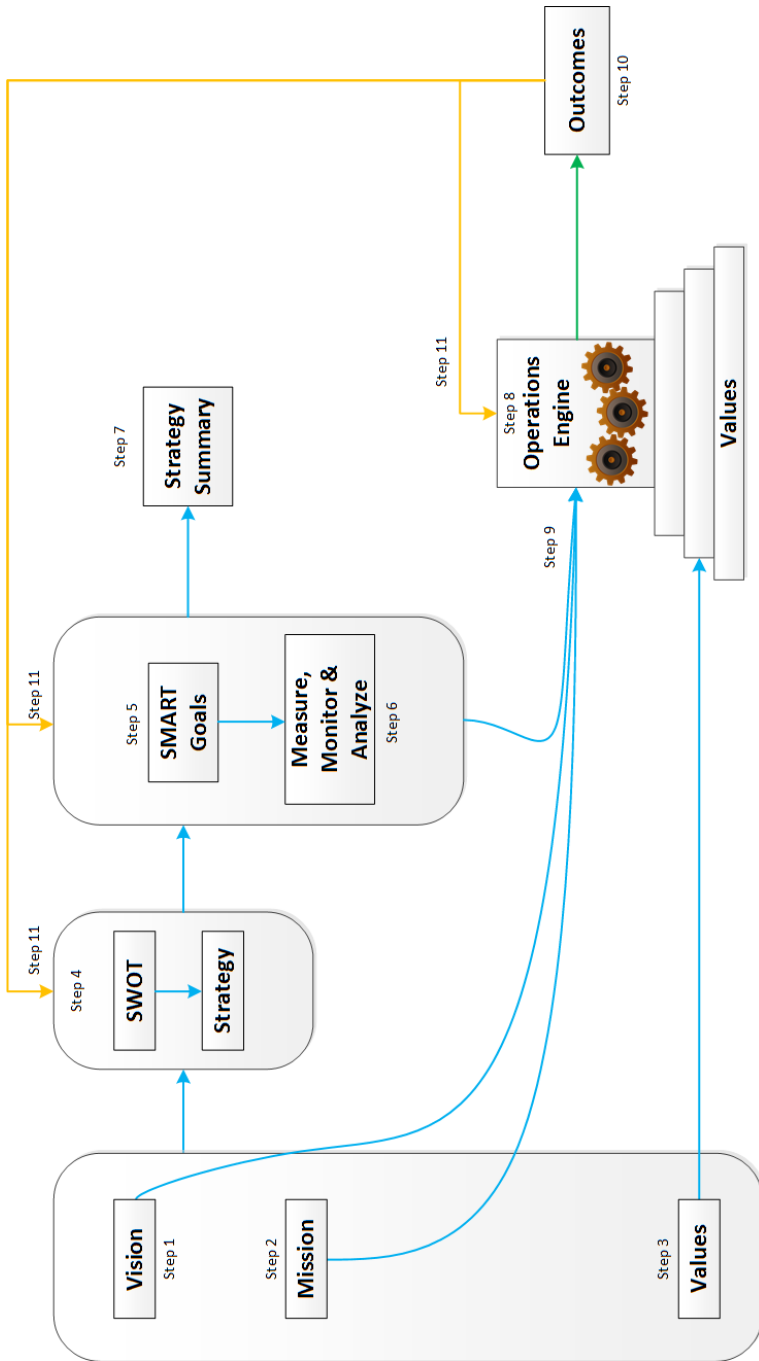 Vision
Step 1
Step 2
Mission
Step 3
Values
Step 11
Step 4
SWOT
Strategy
Step 11
Step 5
SMART
Goals
Measure,
Monitor &
Analyze
Step 6
Step 7
Strategy
Summary
Step 9
Step 11
Step 8
Operations
Engine
Values
Outcomes
Step 10